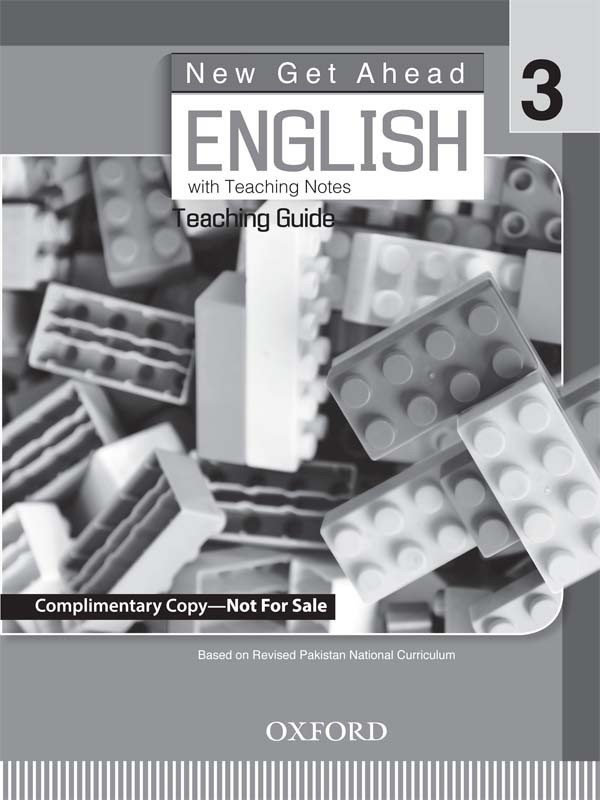 New Get Ahead
3
ENGLISH
with Teaching Notes
Teaching Guide
Complimentary Copy—Not For Sale
Based on Revised Pakistan National Curriculum
OXFORD